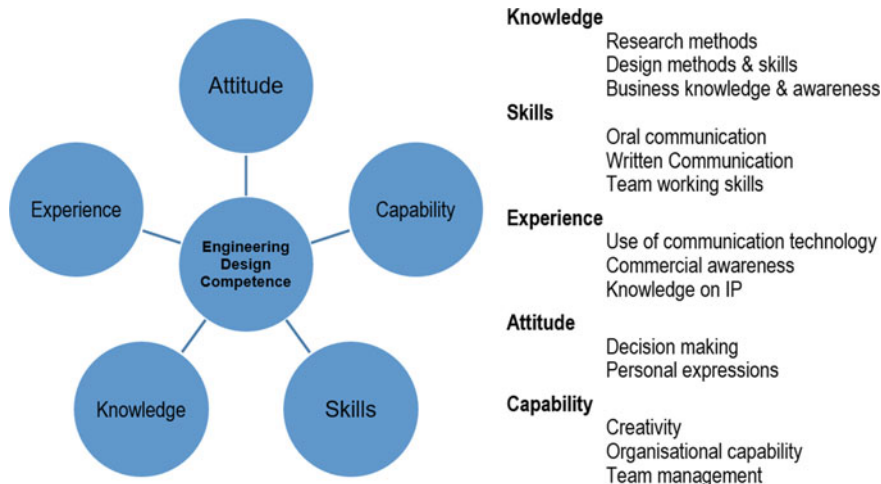 Attitude
Experience
Capability
Engineering
Design
Competence
Knowledge
Skills
Knowledge
Research methods
Design methods & skills
Business knowledge & awareness
Skills
Oral communication
Written Communication
Team working skills
Experience
Use of communication technology
Commercial awareness
Knowledge on IP
Attitude
Decision making
Personal expressions
Capability
Creativity
Organisational capability
Team management